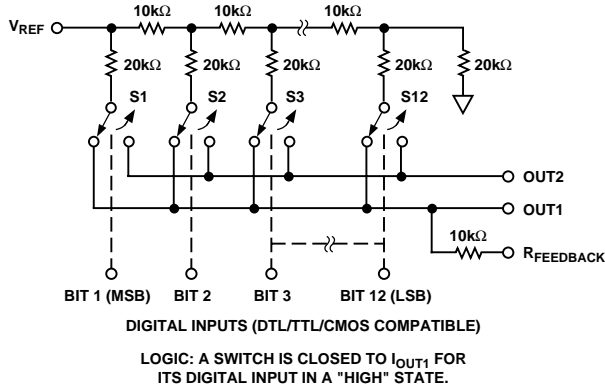 10kΩ 10kΩ 10kΩ
VREF
20kΩ 20kΩ 20kΩ 20kΩ 20kΩ
S1 S2 S3 S12
OUT2
OUT1
10kΩ
RFEEDBACK
BIT 1 (MSB) BIT 2 BIT 3 BIT 12 (LSB)
DIGITAL INPUTS (DTL/TTL/CMOS COMPATIBLE)
LOGIC: A SWITCH IS CLOSED TO IOUT1 FOR
ITS DIGITAL INPUT IN A "HIGH" STATE.